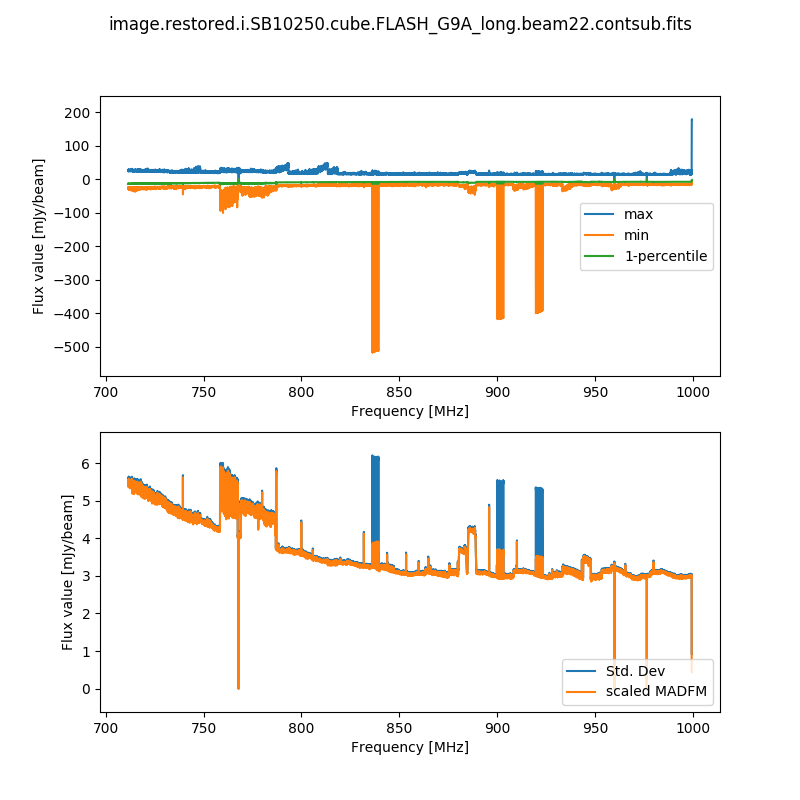 image.restored.i.SB10250.cube.FLASH_G9A_long.beam22.contsub.fits
200
100
0
−100
−200
−300
−400
−500
Flux value [mJy/beam]
max
min
1-percentile
700
750
800
850
900
950
1000
Frequency [MHz]
6
5
4
3
2
1
0
Flux value [mJy/beam]
Std. Dev
scaled MADFM
700
750
800
850
900
950
1000
Frequency [MHz]